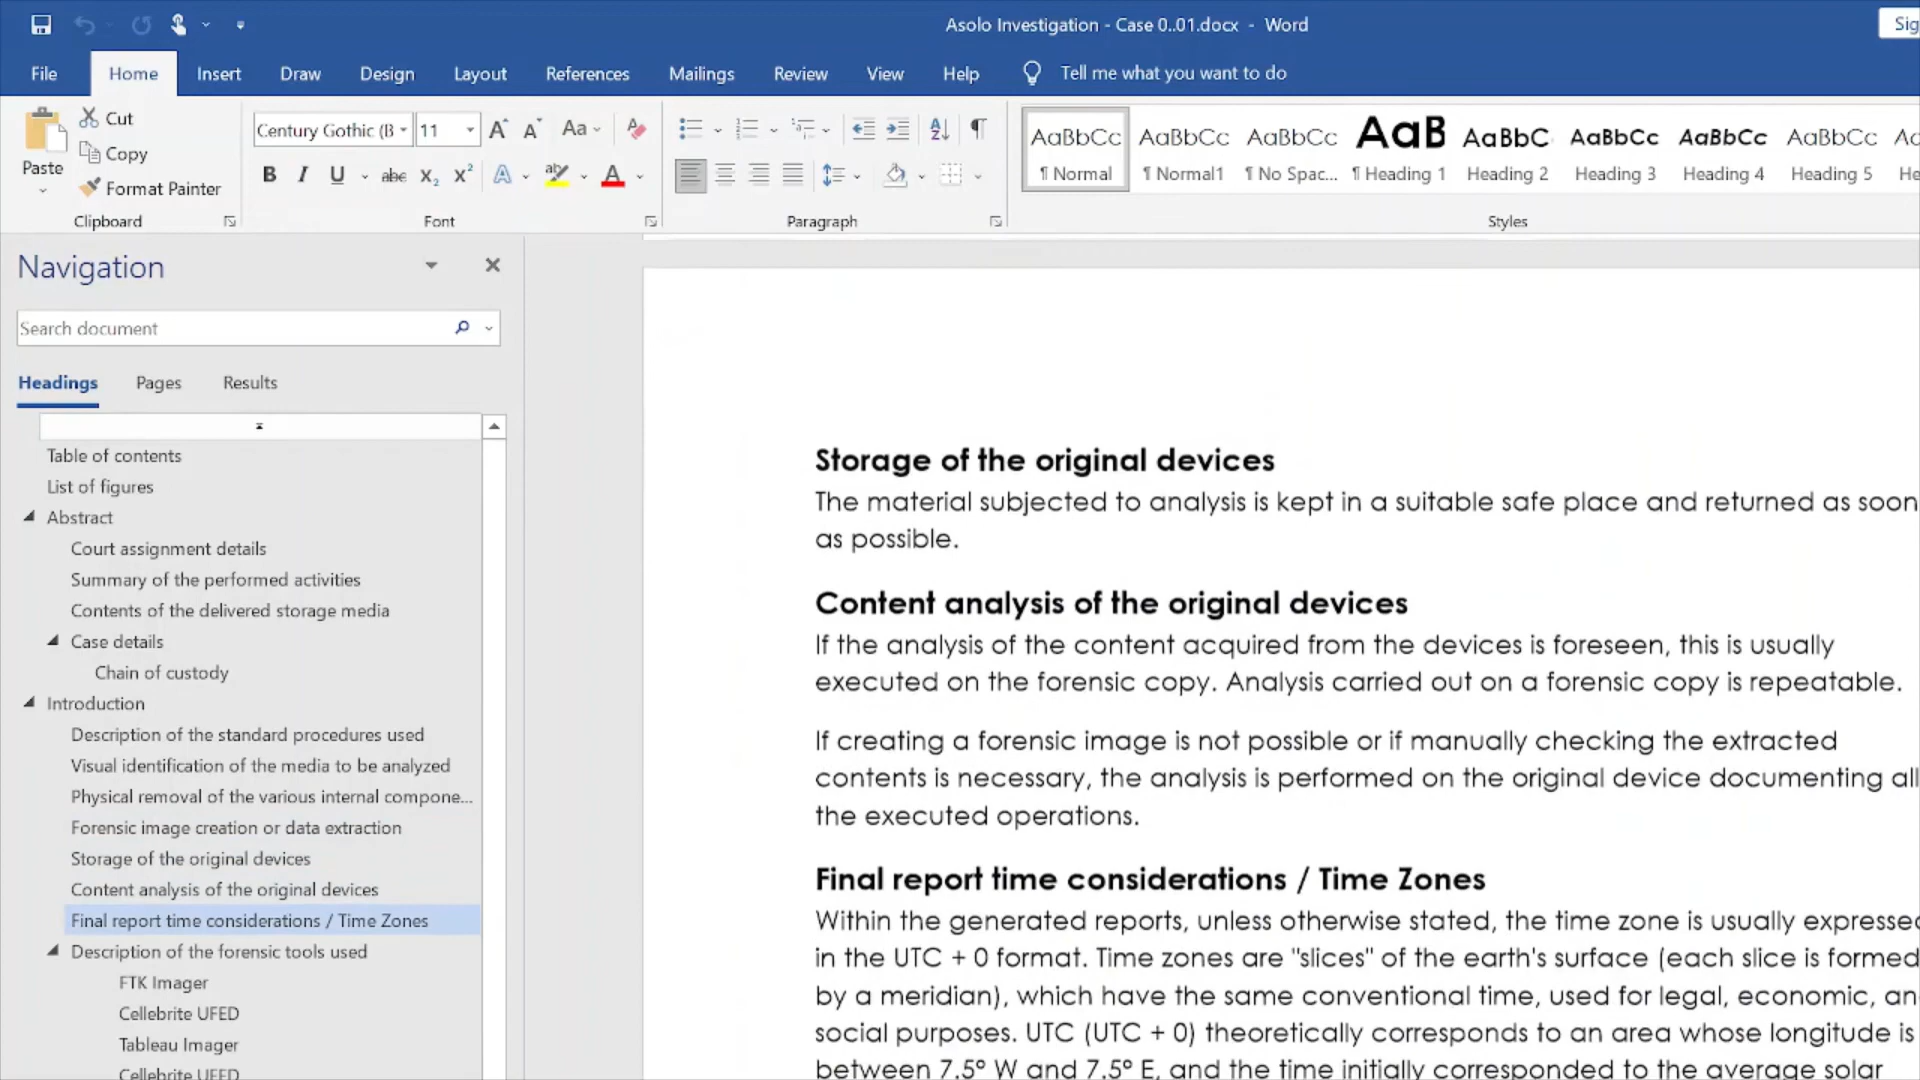 Asolo Investigation - Case 0..01.docx - Word
Sig
File Home Insert Draw Design Layout References Mailings Review View Help Tell me what you want to do
Paste
Cut
Copy
Format Painter
Clipboard
Century Gothic (B 11
Font
Paragraph
AaBbCc AaBbCc AaBbCc AaB AaBbC AaBbCc AaBbCc AaBbCc
¶ Normal ¶ Normal1 ¶ No Spac... ¶ Heading 1 Heading 2 Heading 3 Heading 4 Heading 5 He
Styles
Navigation
Search document
Headings Pages Results
Table of contents
List of figures
Abstract
Court assignment details
Summary of the performed activities
Contents of the delivered storage media
Case details
Chain of custody
Introduction
Description of the standard procedures used
Visual identification of the media to be analyzed
Physical removal of the various internal compone...
Forensic image creation or data extraction
Storage of the original devices
Content analysis of the original devices
Final report time considerations / Time Zones
Description of the forensic tools used
FTK Imager
Cellebrite UFED
Tableau Imager
Cellebrite UFED
Storage of the original devices
The material subjected to analysis is kept in a suitable safe place and returned as soon
as possible.
Content analysis of the original devices
If the analysis of the content acquired from the devices is foreseen, this is usually
executed on the forensic copy. Analysis carried out on a forensic copy is repeatable.
If creating a forensic image is not possible or if manually checking the extracted
contents is necessary, the analysis is performed on the original device documenting all
the executed operations.
Final report time considerations / Time Zones
Within the generated reports, unless otherwise stated, the time zone is usually expressed
in the UTC + 0 format. Time zones are "slices" of the earth's surface (each slice is formed
by a meridian), which have the same conventional time, used for legal, economic, an
social purposes. UTC (UTC + 0) theoretically corresponds to an area whose longitude is
between 7.5° W and 7.5° E, and the time initially corresponded to the average solar